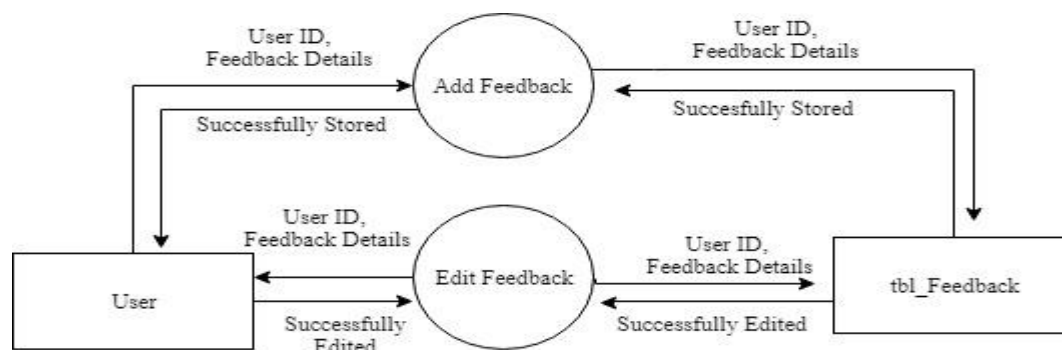 User ID,
Feedback Details
Add Feedback
User ID,
Feedback Details
Successfully Stored
Succesfully Stored
User ID,
Feedback Details
Edit Feedback
User ID,
Feedback Details
User
tbl_Feedback
Successfully
Edited
Successfully Edited